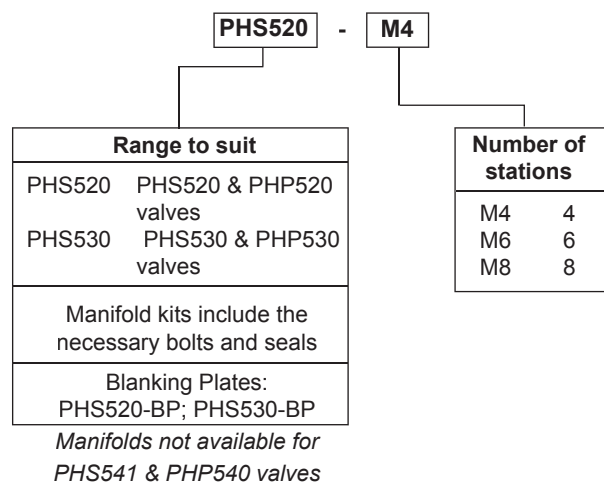 PHS520 - M4
Range to suit
PHS520 PHS520 & PHP520
valves
PHS530 PHS530 & PHP530
valves
Manifold kits include the
necessary bolts and seals
Blanking Plates:
PHS520-BP; PHS530-BP
Manifolds not available for
PHS541 & PHP540 valves
Number of
stations
M4 4
M6 6
M8 8